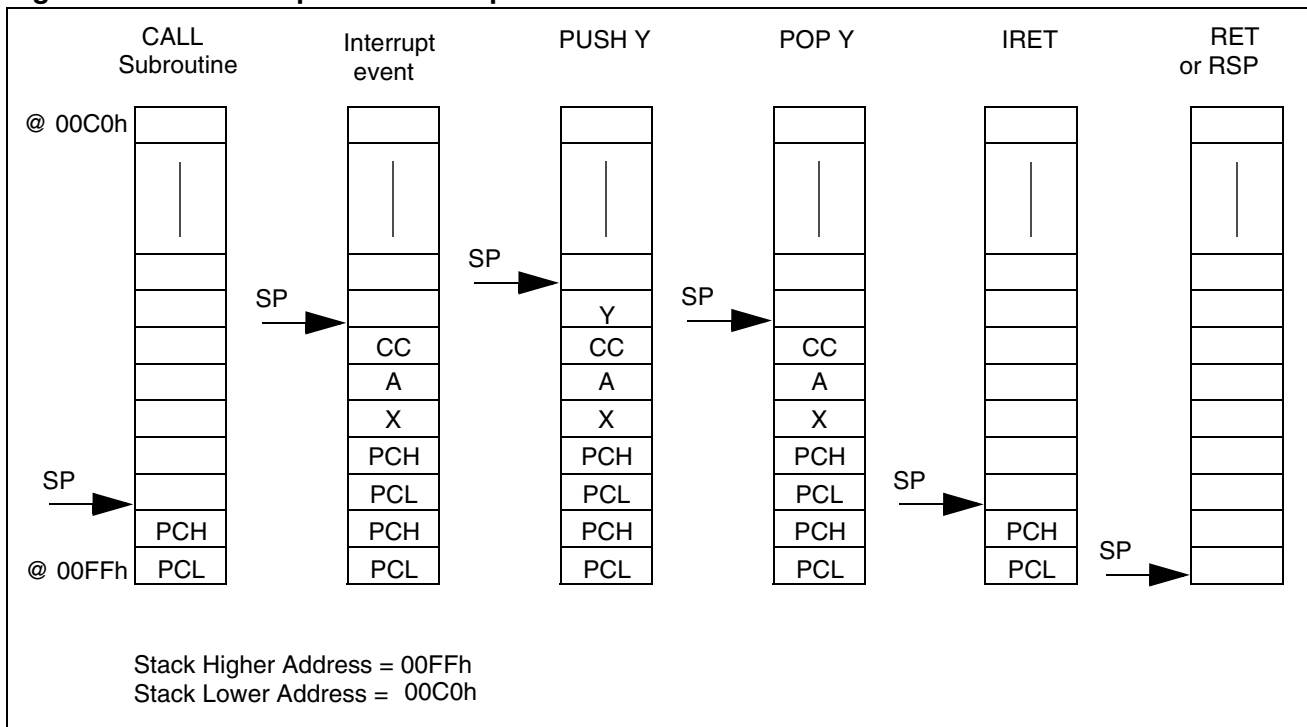 CALL
Subroutine
Interrupt
event
PUSH Y
POP Y
IRET
RET
or RSP
@ 00C0h
SP
SP
SP
Y
CC
CC
CC
A
A
A
X
X
X
PCH
PCH
PCH
SP
SP
PCL
PCL
PCL
PCH
PCH
PCH
PCH
PCH
SP
@ 00FFh
PCL
PCL
PCL
PCL
PCL
Stack Higher Address = 00FFh
Stack Lower Address = 00C0h